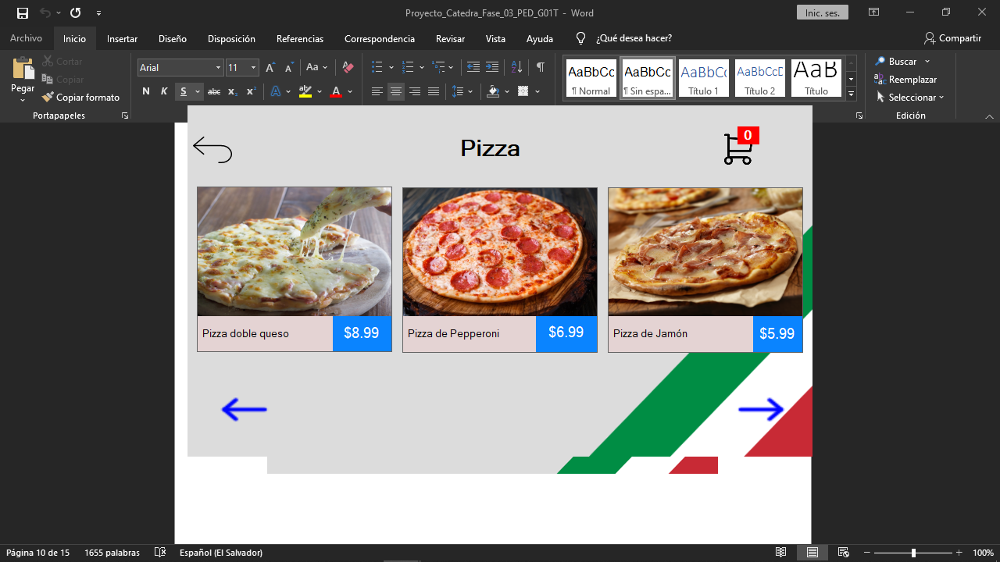 Proyecto_Catedra_Fase_03_PED_G01T - Word
Inic. ses.
Archivo Inicio Insertar Diseño Disposición Referencias Correspondencia Revisar Vista Ayuda ¿Qué desea hacer? Compartir
Pegar
Cortar
Copiar
Copiar formato
Portapapeles
Arial 11
Aa
N K S abc x₂ x² A A
AaBbCc
¶ Normal
AaBbCc
¶ Sin espa...
AaBbCc
Título 1
AaBbCcD
Título 2
AaB
Título
Buscar
Reemplazar
Seleccionar
Edición
Pizza
0
Pizza doble queso $8.99
Pizza de Pepperoni $6.99
Pizza de Jamón $5.99
Página 10 de 15 1655 palabras Español (El Salvador) 100%